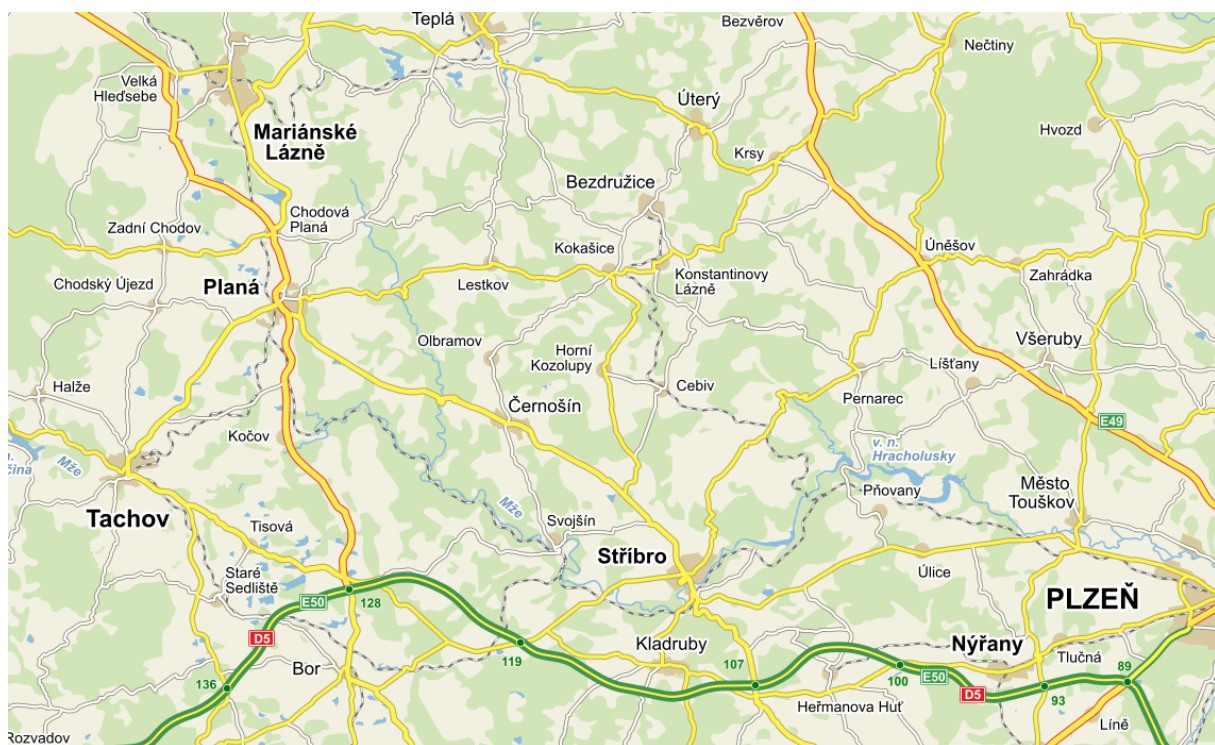 Teplá
Bezvěrov
Nečtiny
Velká
Hleďsebe
Úterý
Mariánské
Lázně
Hvozd
Krsy
Bezdružice
Chodová
Planá
Zadní Chodov
Kokašice
Úněšov
Konstantinovy
Lázně
Zahrádka
Chodský Újezd
Planá
Lestkov
Olbramov
Horní
Kozolupy
Všeruby
Líšťany
Halže
Cebiv
Pernarec
Černošín
E49
Kočov
v. n.
Hracholusky
n.
čina
Mže
Pňovany
Město
Touškov
Mže
Tachov
Tisová
Svojšín
Stříbro
Úlice
Staré
Sedliště
E50
128
PLZEŇ
D5
Kladruby
Nýřany
Bor
119
107
Tlučná
89
136
100
E50
D5
93
Heřmanova Huť
Líně
Rozvadov